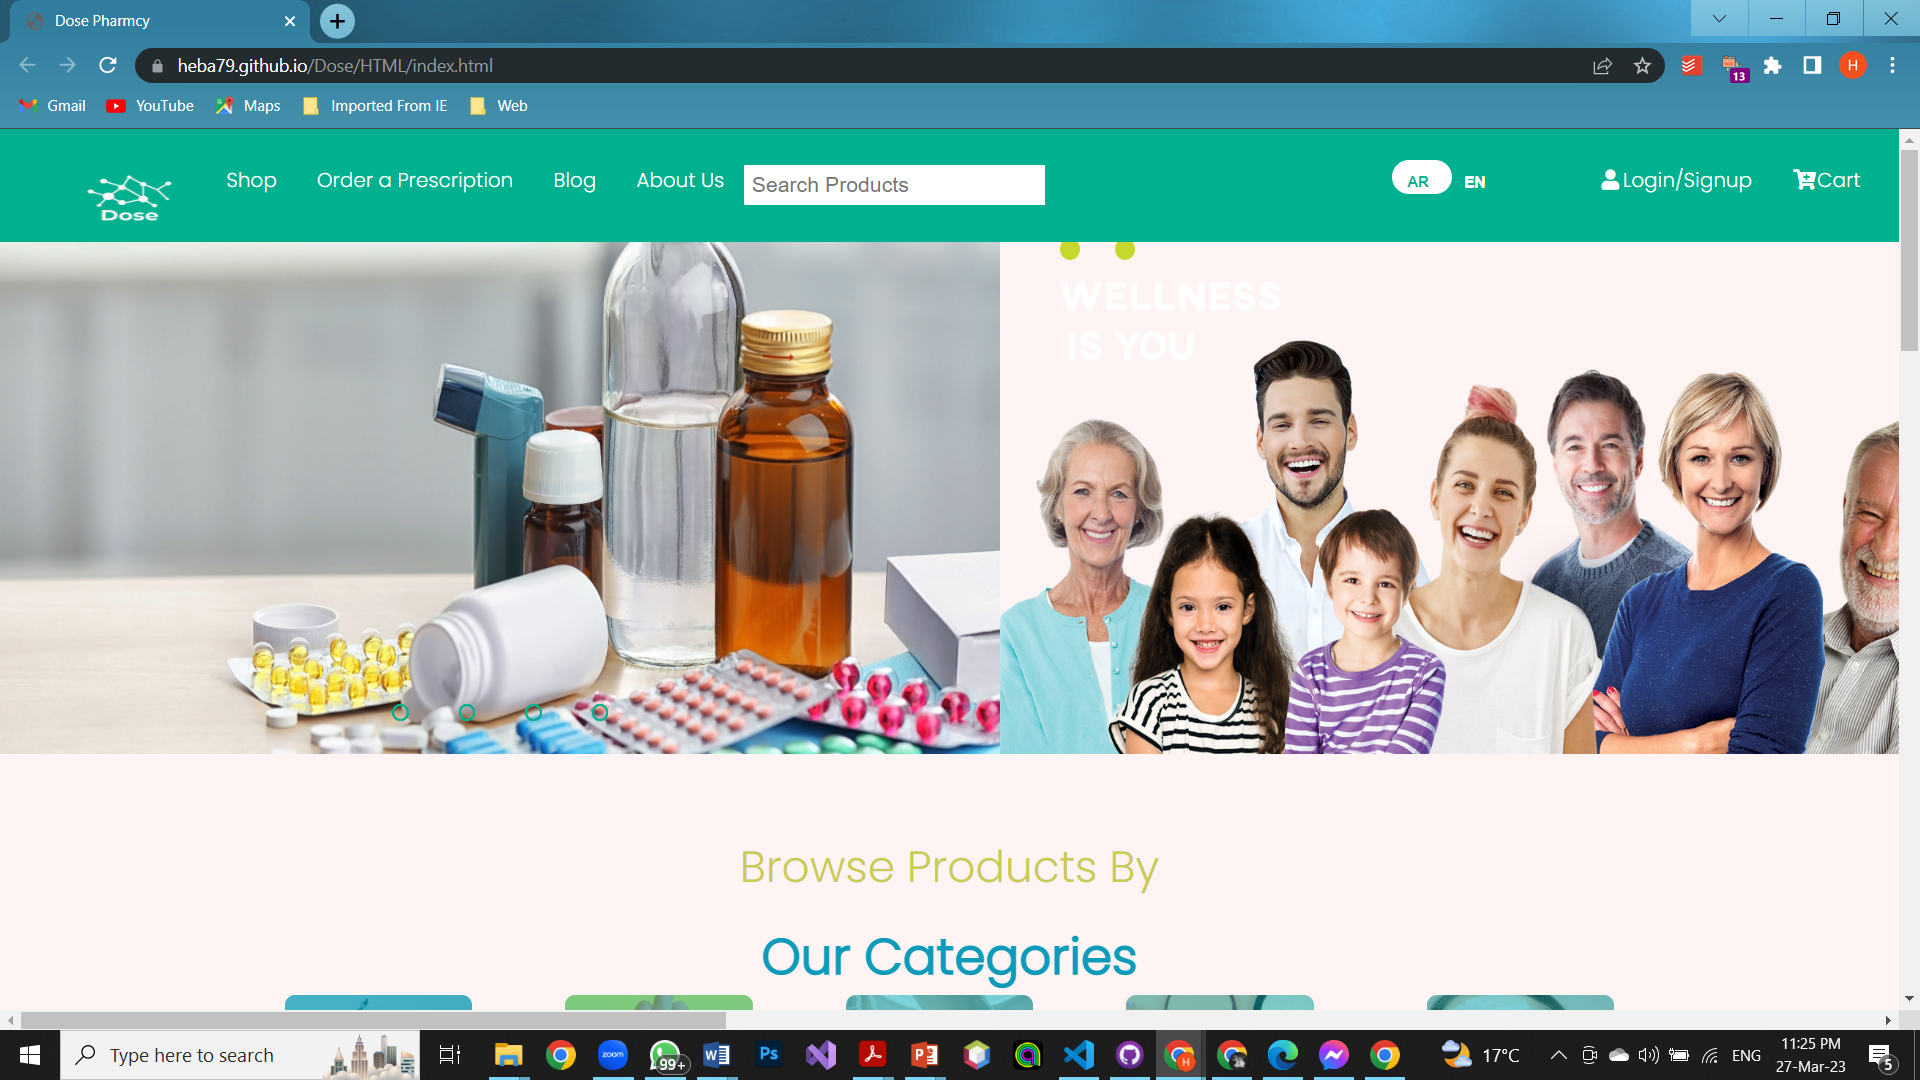 Dose Pharmcy
heba79.github.io/Dose/HTML/index.html
13
H
Gmail
YouTube
Maps
Imported From IE
Web
Dose
Shop
Order a Prescription
Blog
About Us
Search Products
AR
EN
Login/Signup
Cart
WELLNESS
IS YOU
Browse Products By
Our Categories
Type here to search
zoom
99+
W
Ps
P
H
17°C
ENG
11:25 PM
27-Mar-23
5